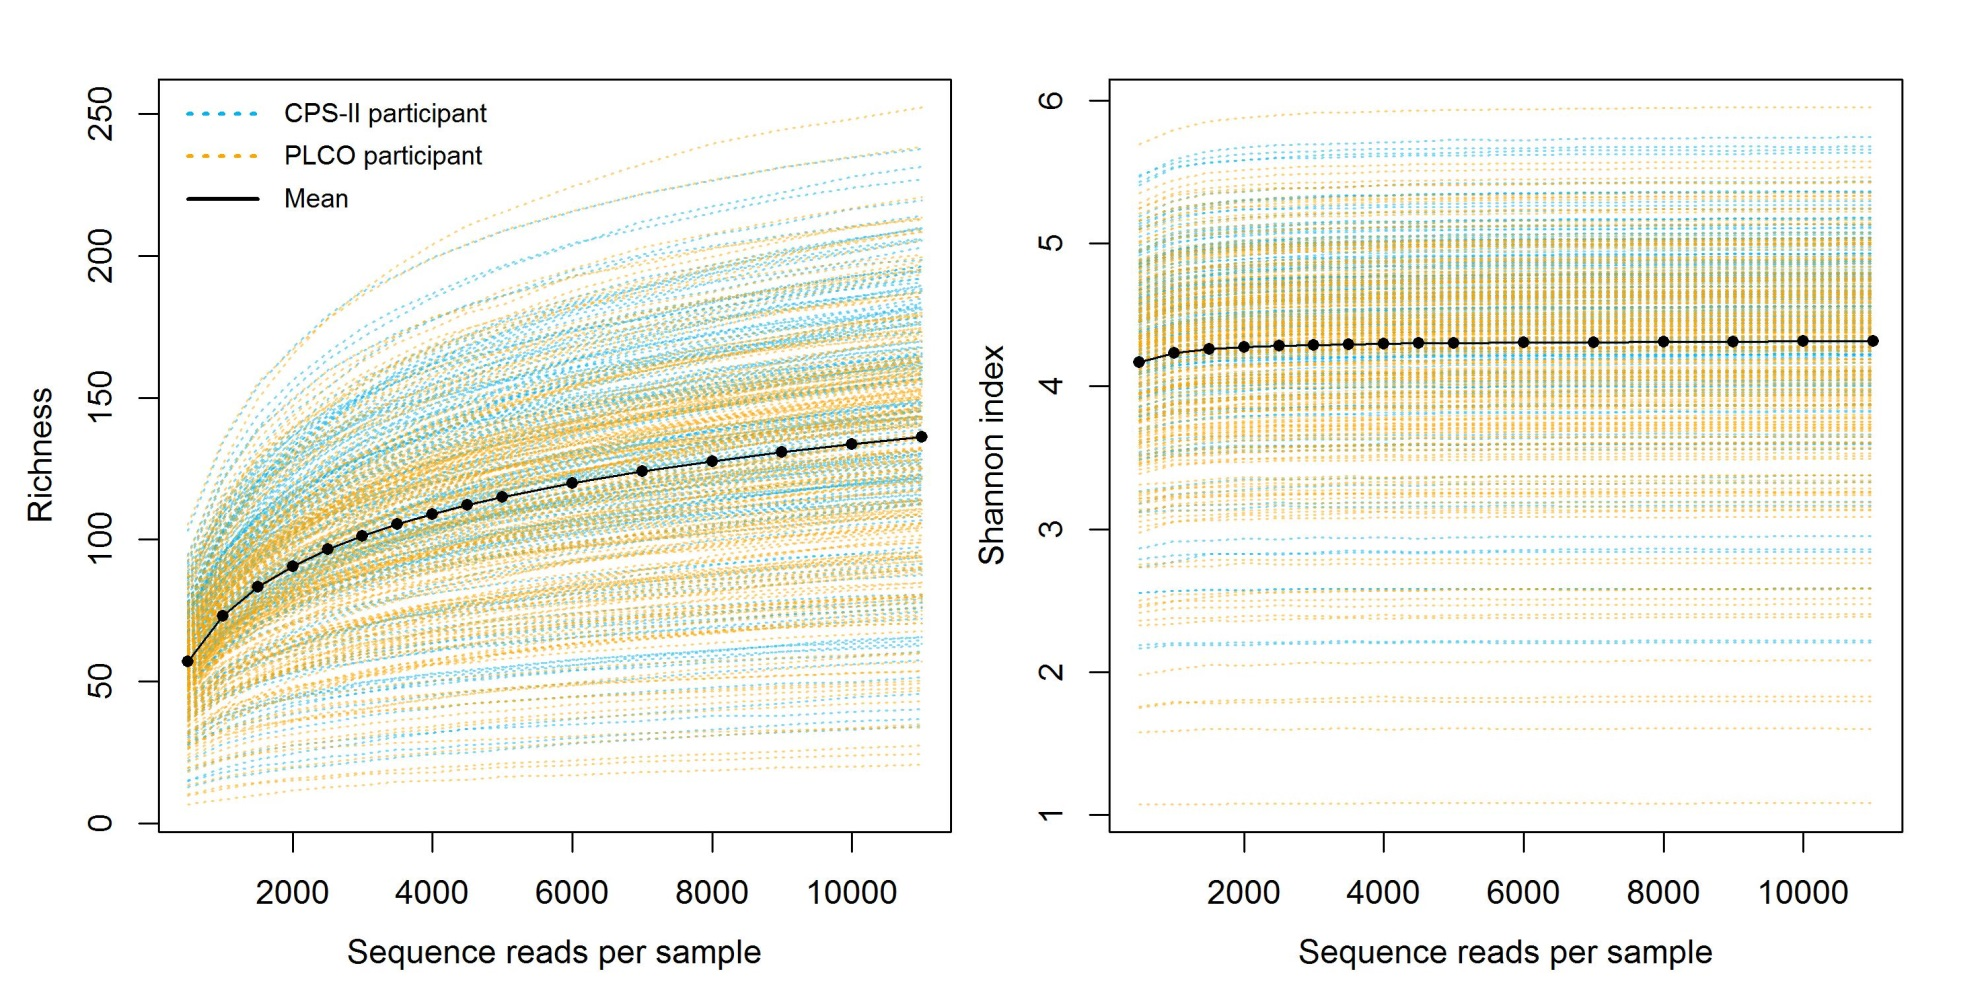 CPS-II participant
PLCO participant
Mean
Richness
0
50
100
150
200
250
2000 4000 6000 8000 10000
Sequence reads per sample
Shannon index
1
2
3
4
5
6
2000 4000 6000 8000 10000
Sequence reads per sample